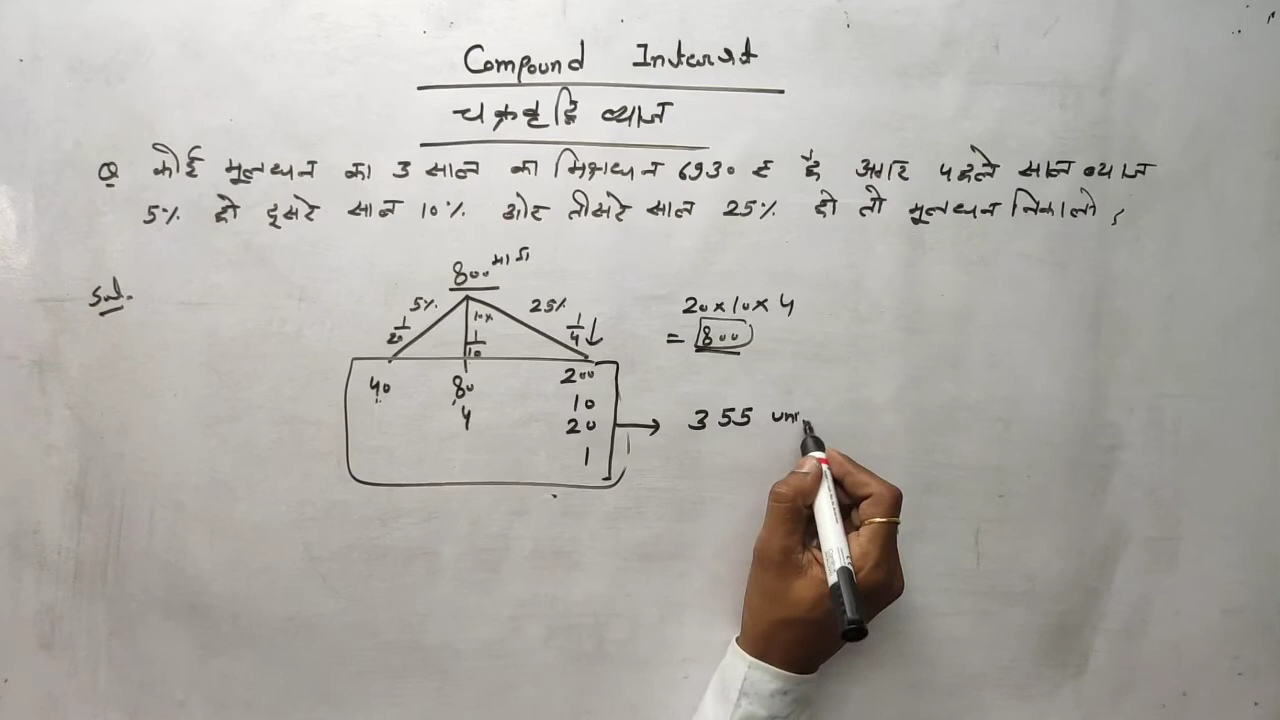 Compound Interest
चक्रवृद्धि ब्याज
Q कोई मूलधन का 3 साल का मिश्रधन 6930 रु है अगर पहले साल ब्याज
5% हो दूसरे साल 10% और तीसरे साल 25% हो तो मूलधन निकालो,
Sol.
800 माना
5% 10% 25%
1/20 1/10 1/4
20 x 10 x 4
= 800
40 80 200
4 10
20
1
355 uni